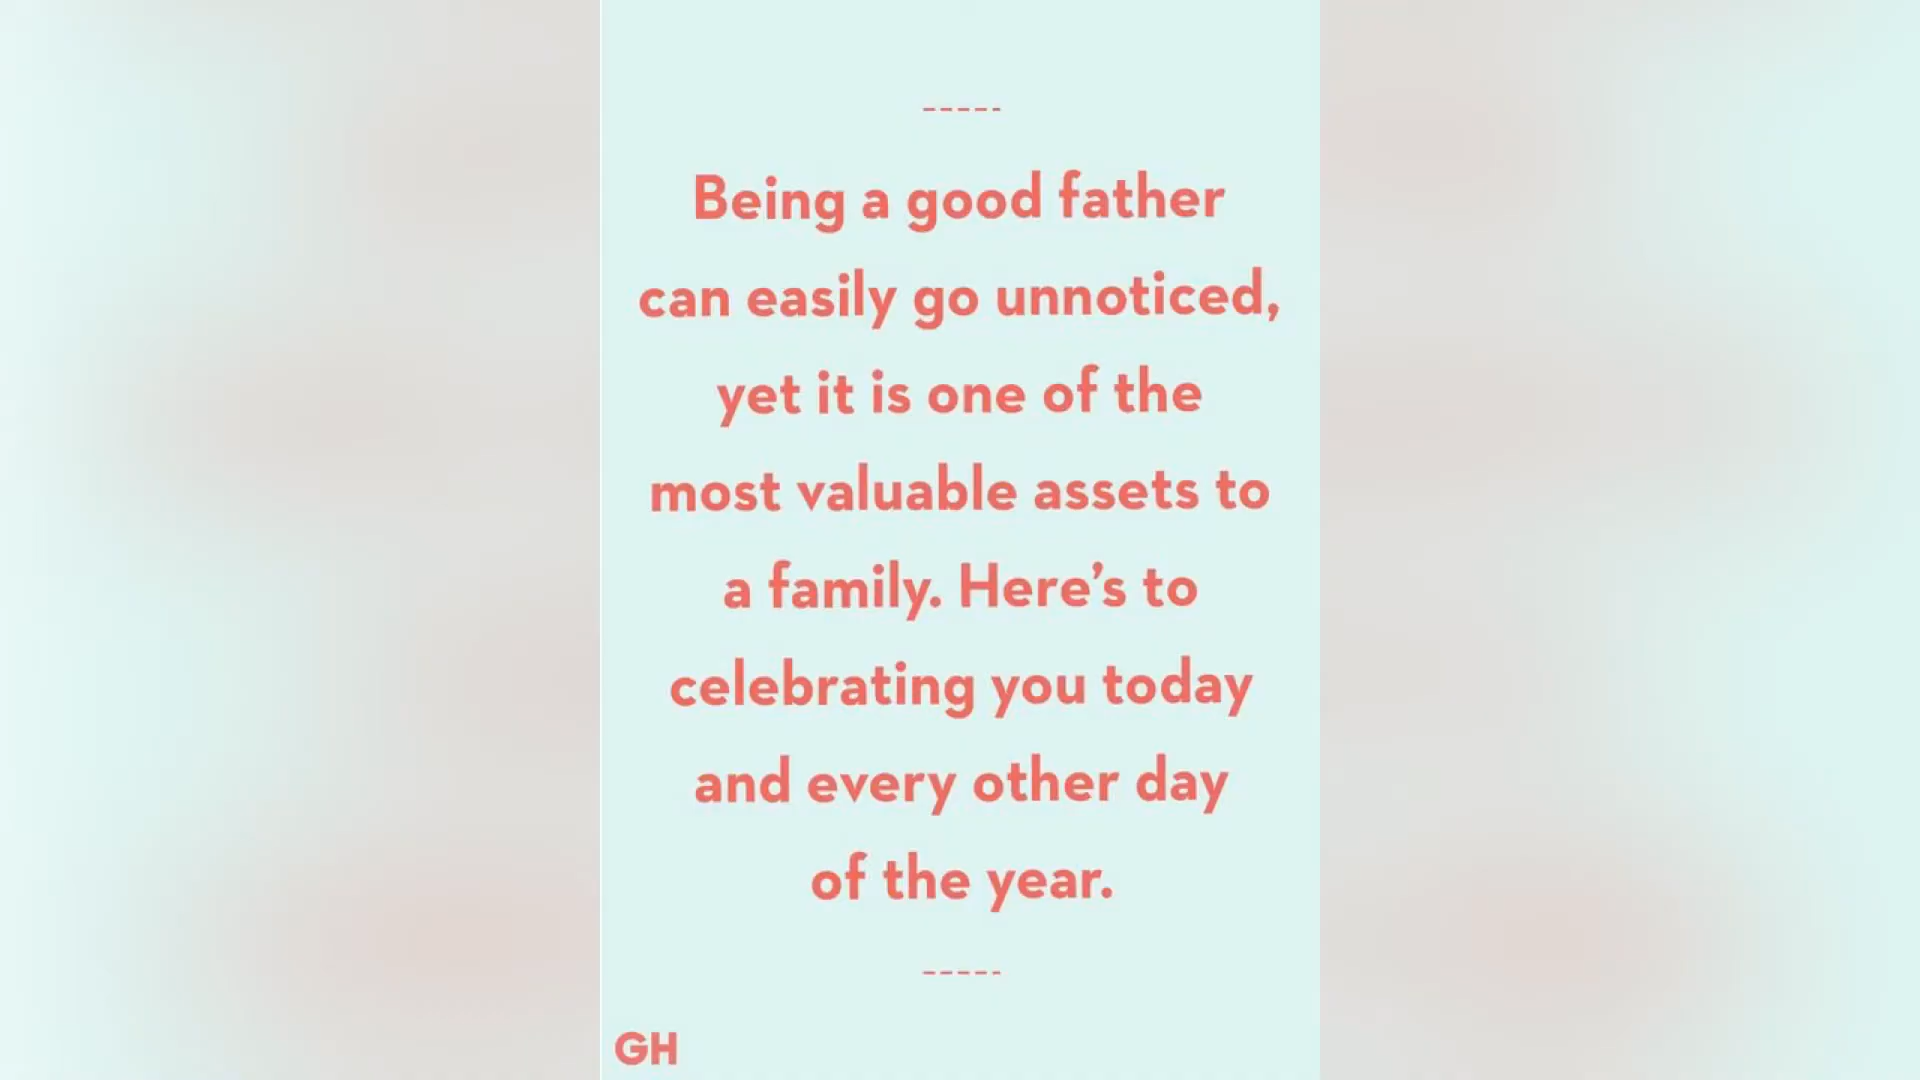 Being a good father
can easily go unnoticed,
yet it is one of the
most valuable assets to
a family. Here’s to
celebrating you today
and every other day
of the year.
GH